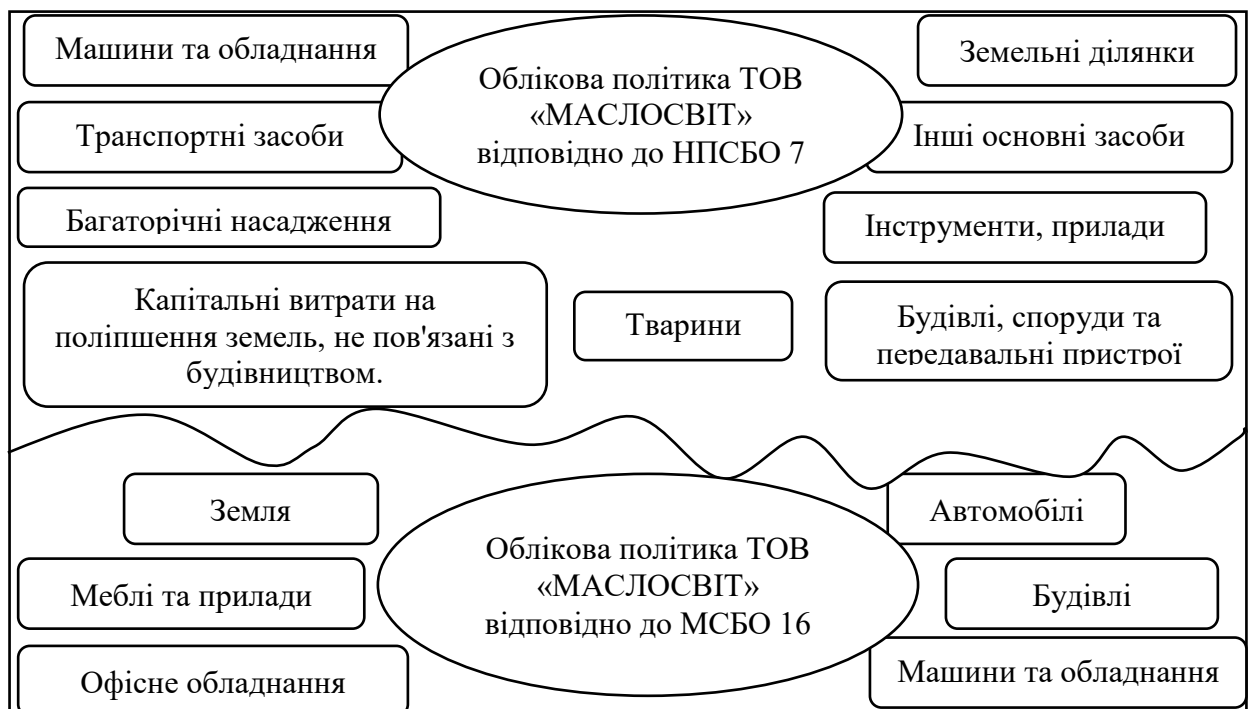 Машини та обладнання
Облікова політика ТОВ
«МАСЛОСВІТ»
відповідно до НПСБО 7
Земельні ділянки
Транспортні засоби
Інші основні засоби
Багаторічні насадження
Інструменти, прилади
Капітальні витрати на
поліпшення земель, не пов'язані з
будівництвом.
Тварини
Будівлі, споруди та
передавальні пристрої
Земля
Облікова політика ТОВ
«МАСЛОСВІТ»
відповідно до МСБО 16
Автомобілі
Меблі та прилади
Будівлі
Офісне обладнання
Машини та обладнання